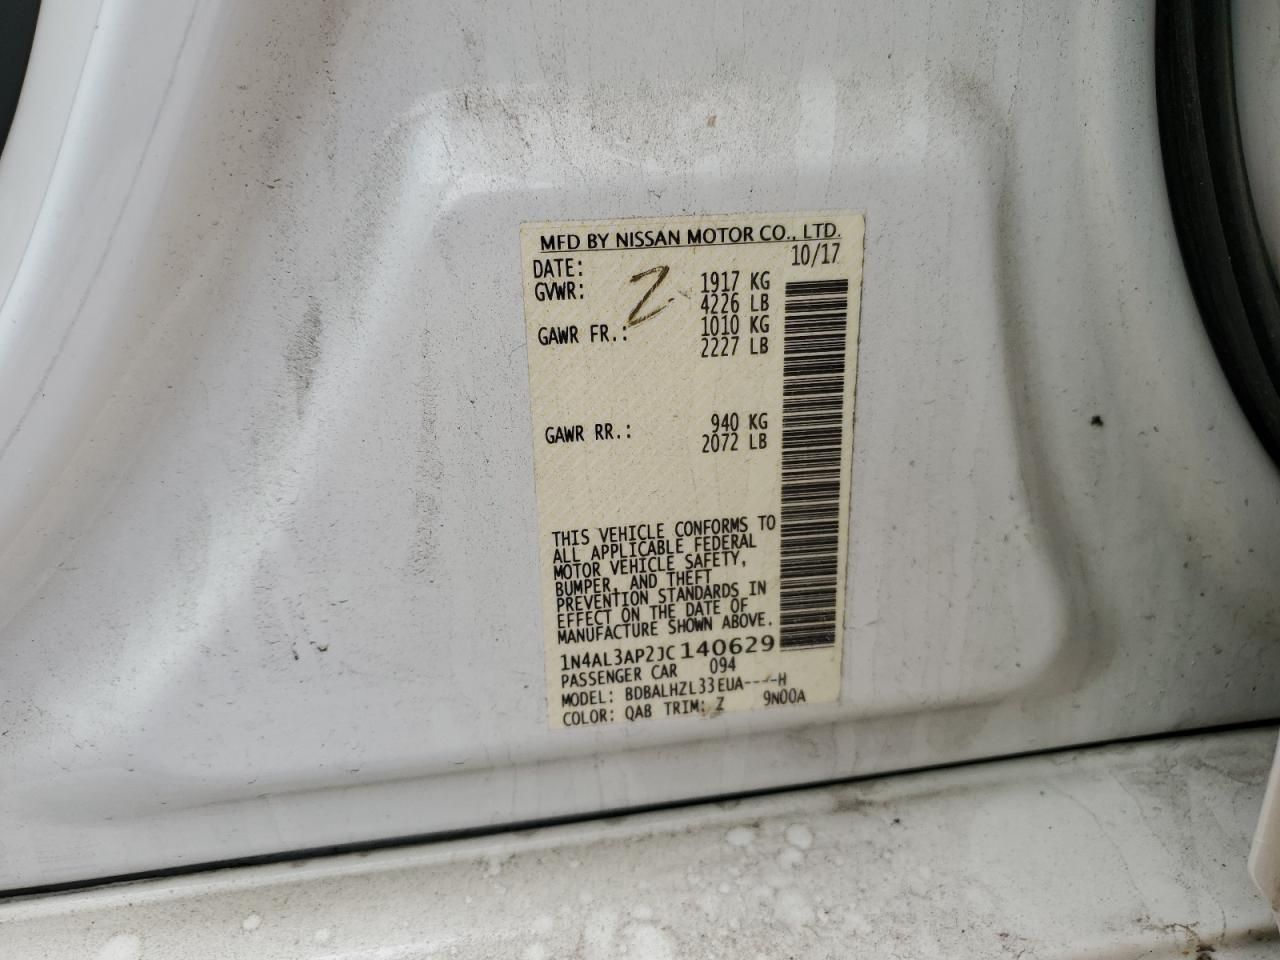 MFD BY NISSAN MOTOR CO., LTD.
DATE: 10/17
GVWR: 1917 KG
4226 LB
GAWR FR.: 1010 KG
2227 LB
GAWR RR.: 940 KG
2072 LB
Z
THIS VEHICLE CONFORMS TO
ALL APPLICABLE FEDERAL
MOTOR VEHICLE SAFETY,
BUMPER, AND THEFT
PREVENTION STANDARDS IN
EFFECT ON THE DATE OF
MANUFACTURE SHOWN ABOVE.
1N4AL3AP2JC140629
PASSENGER CAR 094
MODEL: BDBALHZL33EUA----H
COLOR: QAB TRIM: Z 9N00A